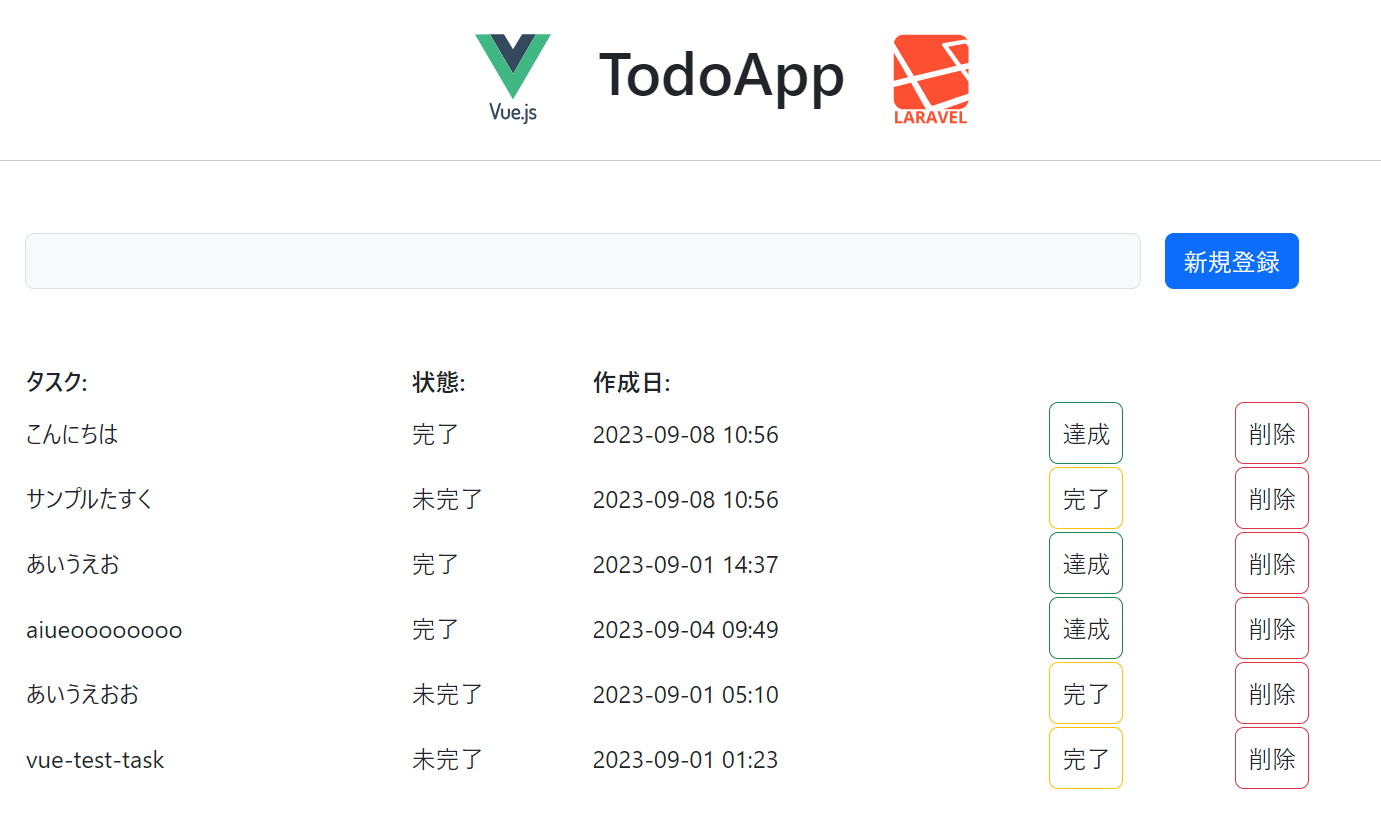 Vue.js TodoApp LARAVEL
新規登録
タスク: 状態: 作成日:
こんにちは 完了 2023-09-08 10:56 達成 削除
サンプルたすく 未完了 2023-09-08 10:56 完了 削除
あいうえお 完了 2023-09-01 14:37 達成 削除
aiueoooooooo 完了 2023-09-04 09:49 達成 削除
あいうえおお 未完了 2023-09-01 05:10 完了 削除
vue-test-task 未完了 2023-09-01 01:23 完了 削除